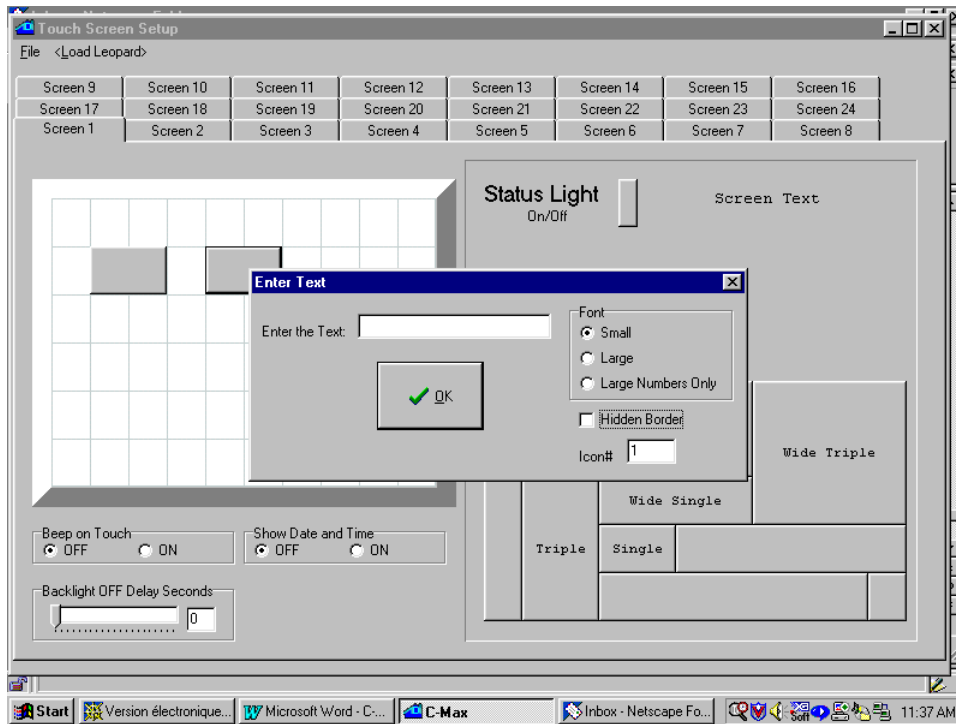 Touch Screen Setup
File <Load Leopard>
Screen 9 Screen 10 Screen 11 Screen 12 Screen 13 Screen 14 Screen 15 Screen 16
Screen 17 Screen 18 Screen 19 Screen 20 Screen 21 Screen 22 Screen 23 Screen 24
Screen 1 Screen 2 Screen 3 Screen 4 Screen 5 Screen 6 Screen 7 Screen 8
Status Light
On/Off
Screen Text
Enter Text
Enter the Text:
OK
Font
Small
Large
Large Numbers Only
Hidden Border
Icon# 1
Wide Triple
Wide Single
Triple Single
Beep on Touch
OFF ON
Show Date and Time
OFF ON
Backlight OFF Delay Seconds
0
Start Version électronique... Microsoft Word - C-... C-Max Inbox - Netscape Fo... 11:37 AM